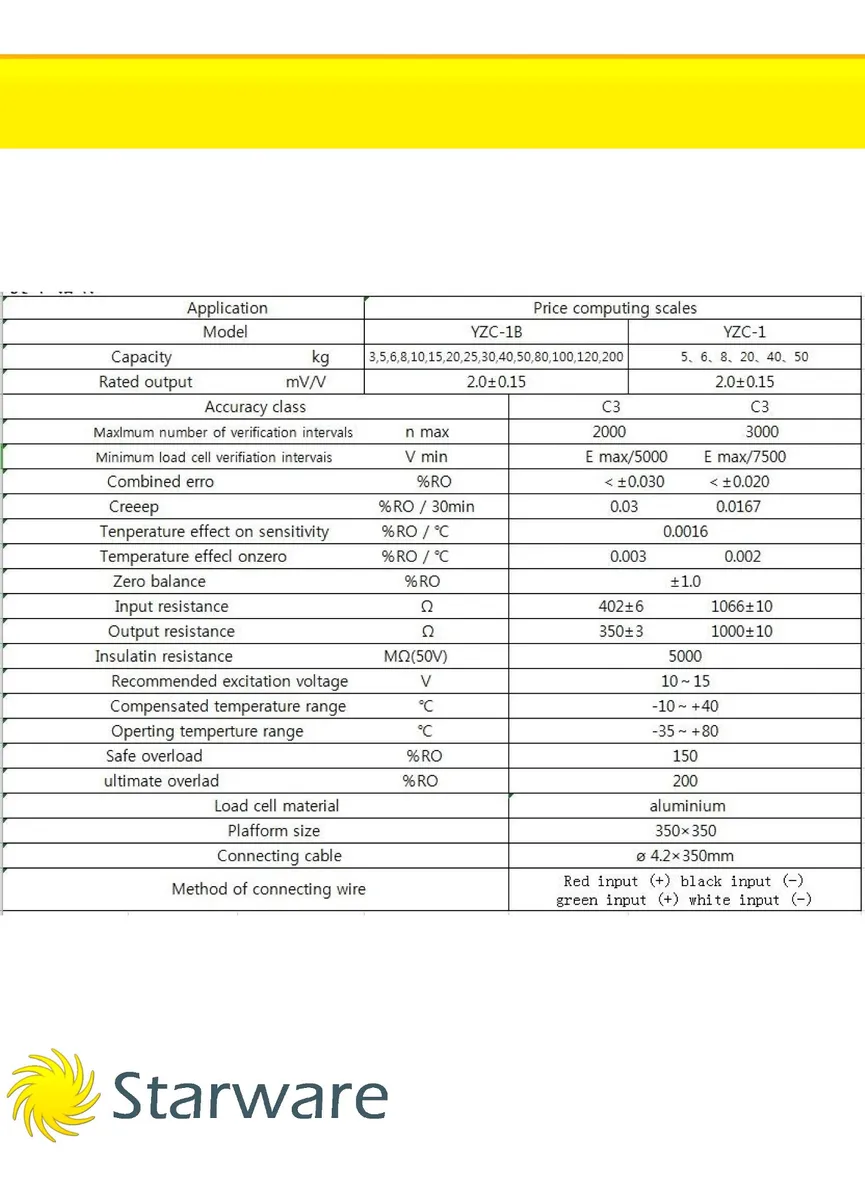 Application Price computing scales
Model YZC-1B YZC-1
Capacity kg 3,5,6,8,10,15,20,25,30,40,50,80,100,120,200 5、6、8、20、40、50
Rated output mV/V 2.0±0.15 2.0±0.15
Accuracy class C3 C3
Maxlmum number of verification intervals n max 2000 3000
Minimum load cell verifiation intervais V min E max/5000 E max/7500
Combined erro %RO <±0.030 <±0.020
Creeep %RO / 30min 0.03 0.0167
Tenperature effect on sensitivity %RO / ℃ 0.0016
Temperature effecl onzero %RO / ℃ 0.003 0.002
Zero balance %RO ±1.0
Input resistance Ω 402±6 1066±10
Output resistance Ω 350±3 1000±10
Insulatin resistance MΩ(50V) 5000
Recommended excitation voltage V 10~15
Compensated temperature range ℃ -10~+40
Operting temperture range ℃ -35~+80
Safe overload %RO 150
ultimate overlad %RO 200
Load cell material aluminium
Plafform size 350×350
Connecting cable ø 4.2×350mm
Method of connecting wire Red input (+) black input (-)
green input (+) white input (-)
Starware